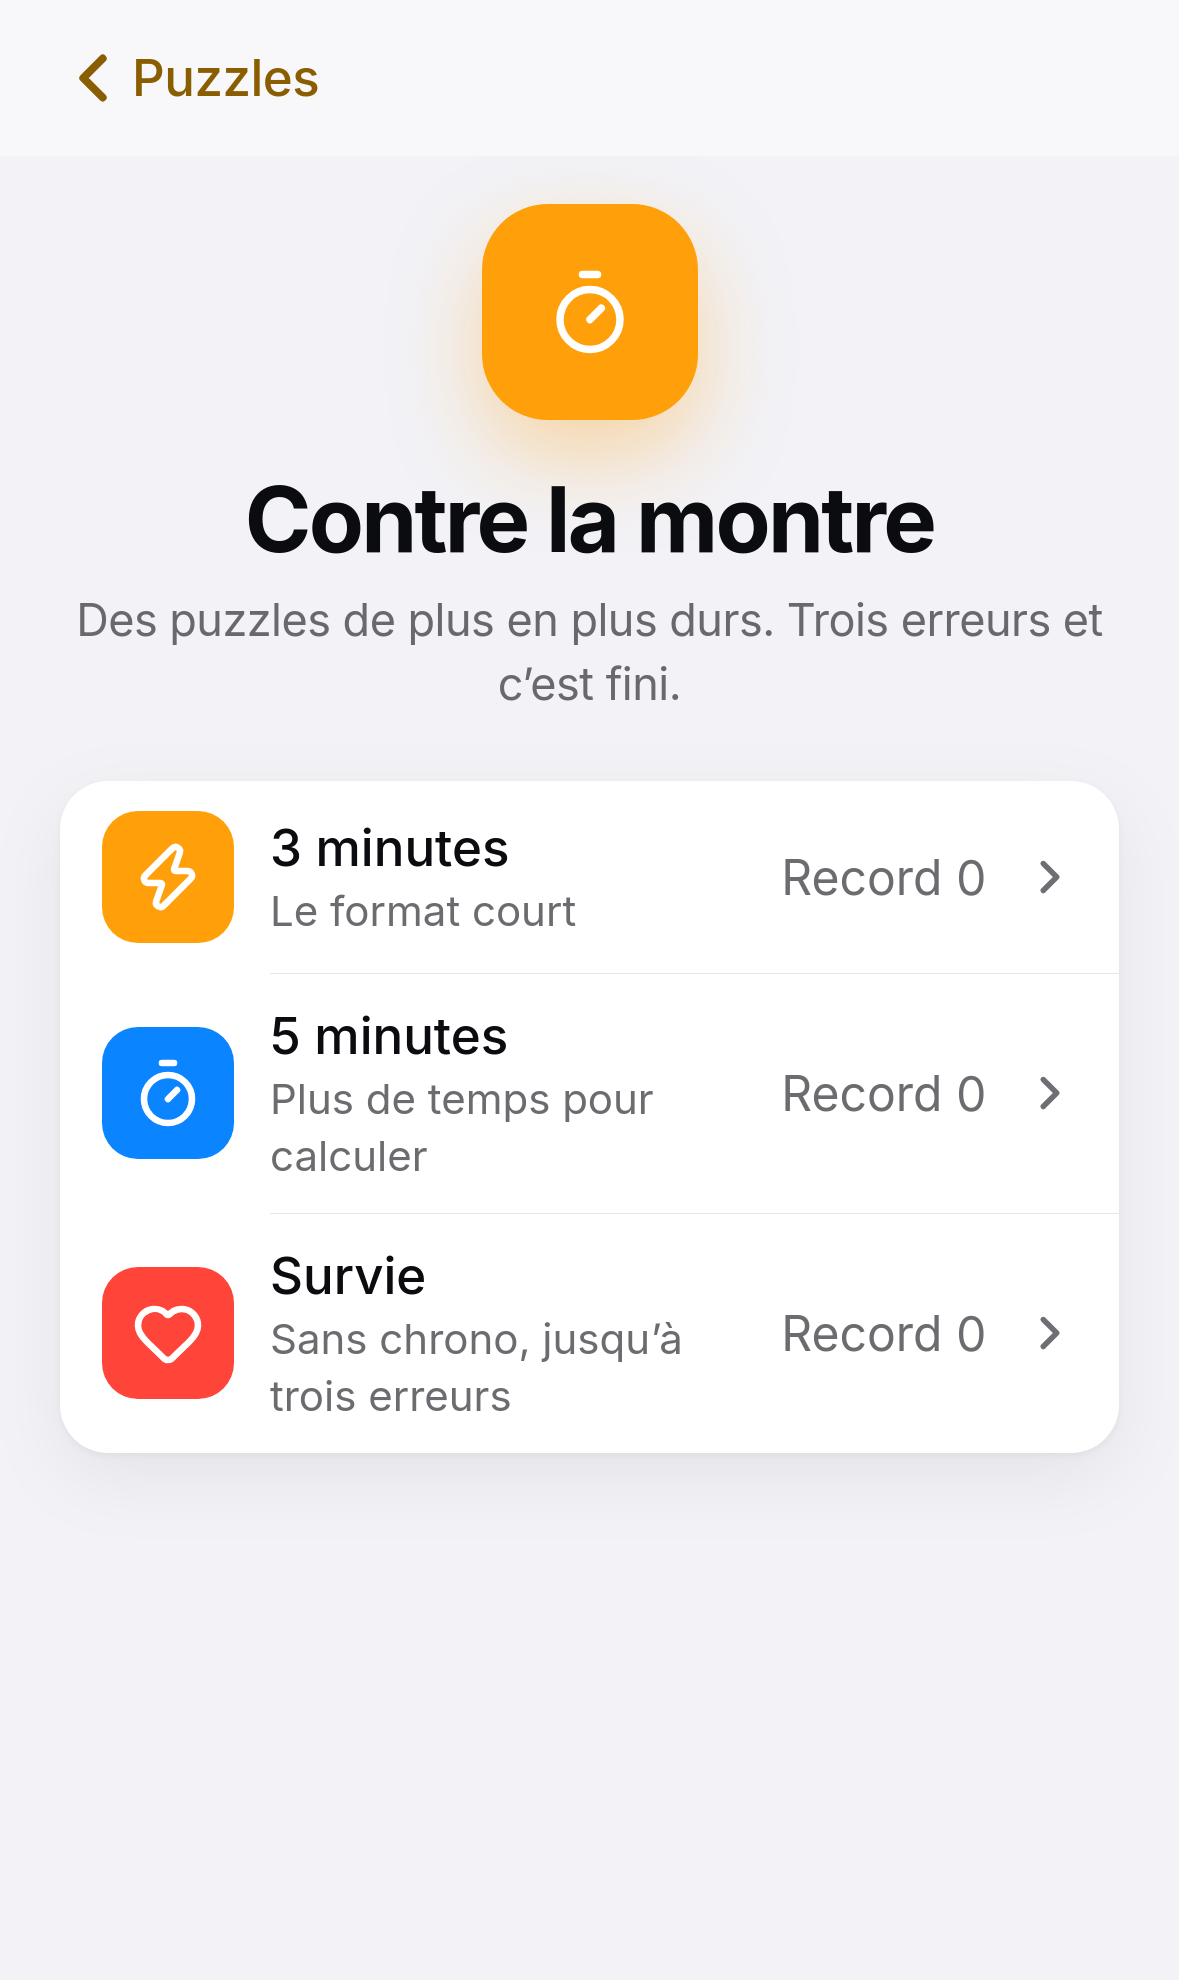 Puzzles
Contre la montre
Des puzzles de plus en plus durs. Trois erreurs et
c’est fini.
3 minutes
Le format court
Record 0
5 minutes
Plus de temps pour
calculer
Record 0
Survie
Sans chrono, jusqu’à
trois erreurs
Record 0